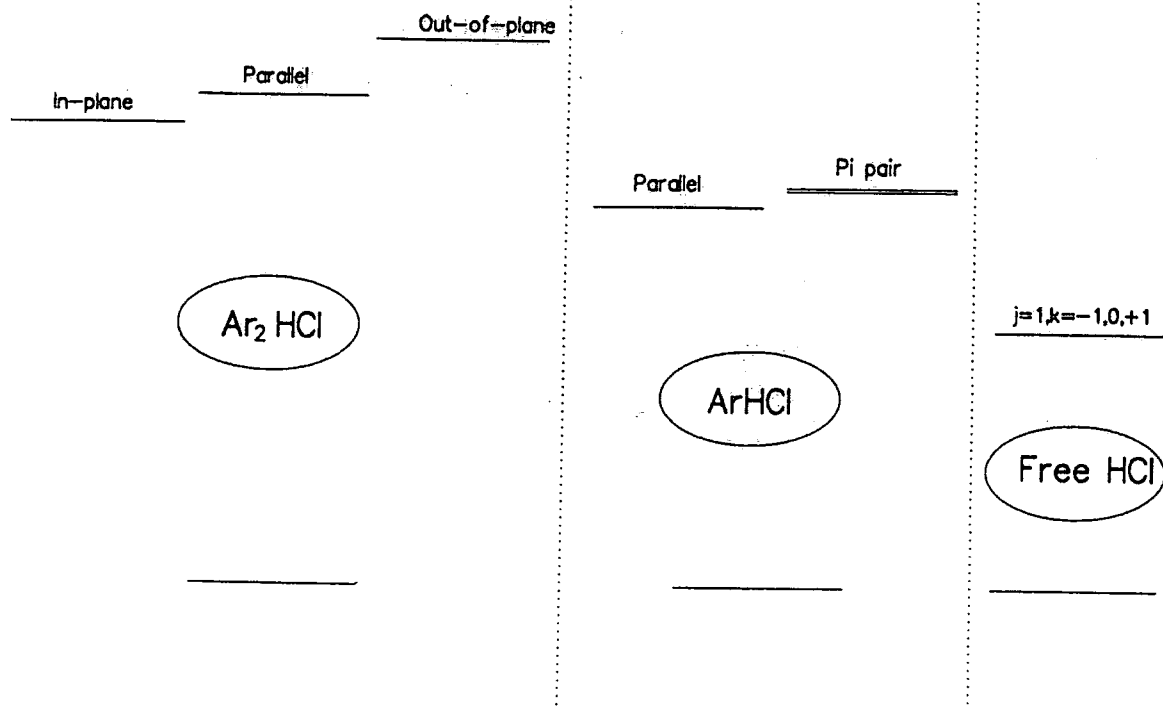 Out-of-plane
Parallel
In-plane
Pi pair
Parallel
Ar₂ HCl
j=1,k=-1,0,+1
ArHCl
Free HCl